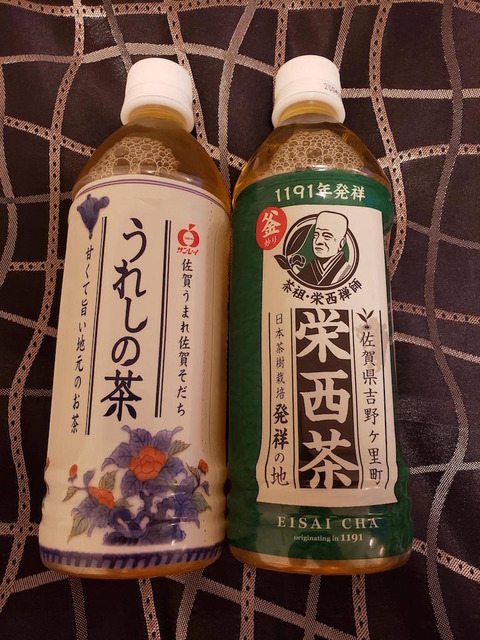 サンレイ
佐賀うまれ佐賀そだち
うれしの茶
甘くて旨い地元のお茶
1191年発祥
釜炒り
茶祖・栄西禅師
佐賀県吉野ヶ里町
栄西茶
日本茶樹栽培発祥の地
EISAI CHA
originating in 1191